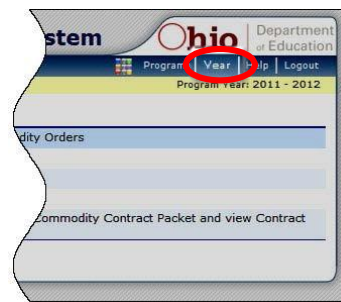 stem
Ohio Department
of Education
Programs Year Help Logout
Program Year: 2011 - 2012
dity Orders
Commodity Contract Packet and view Contract